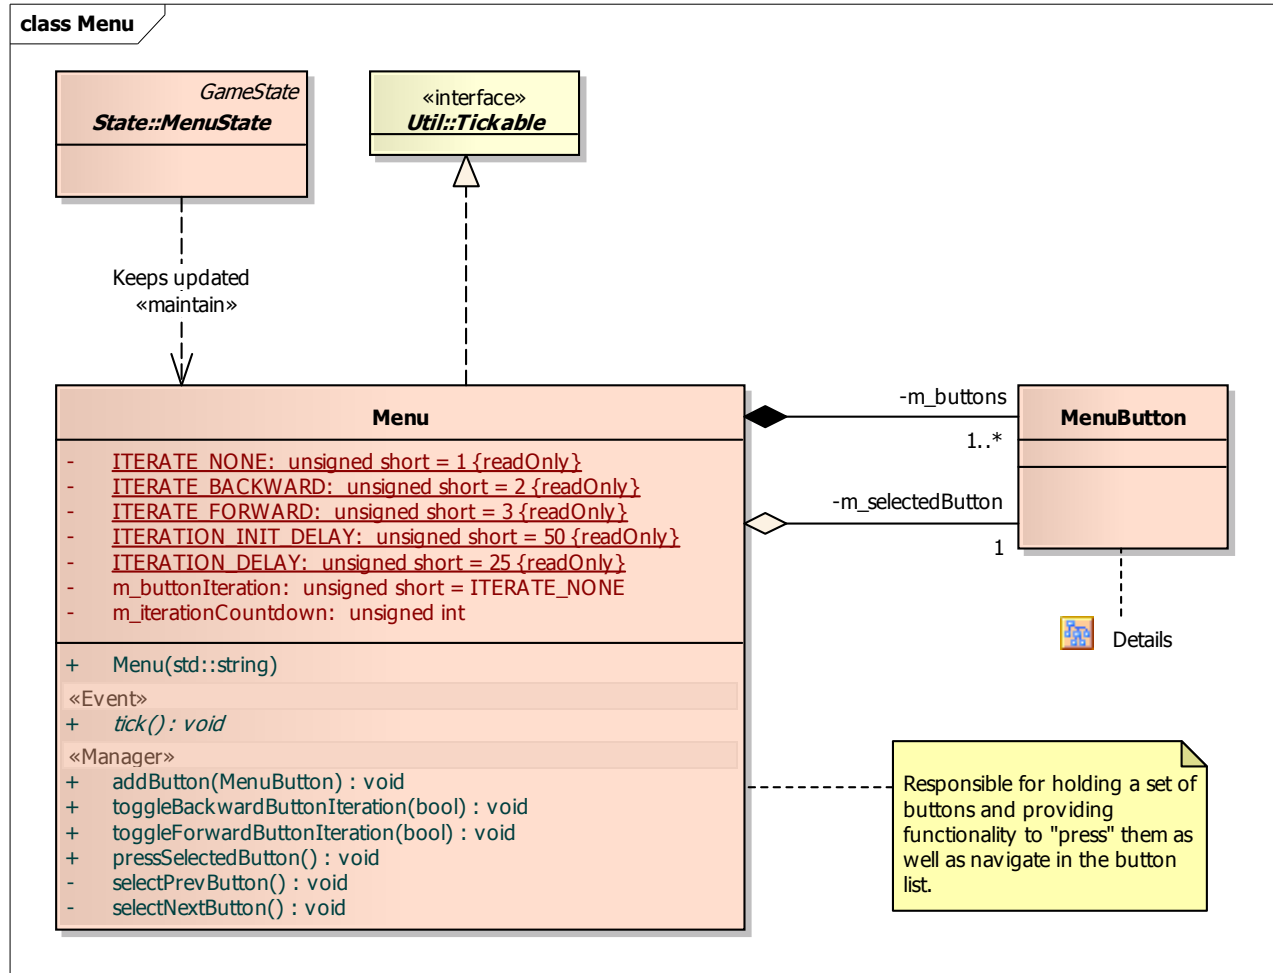 class Menu
GameState
State::MenuState
«interface»
Util::Tickable
Keeps updated
«maintain»
Menu
- ITERATE_NONE: unsigned short = 1 {readOnly}
- ITERATE_BACKWARD: unsigned short = 2 {readOnly}
- ITERATE_FORWARD: unsigned short = 3 {readOnly}
- ITERATION_INIT_DELAY: unsigned short = 50 {readOnly}
- ITERATION_DELAY: unsigned short = 25 {readOnly}
- m_buttonIteration: unsigned short = ITERATE_NONE
- m_iterationCountdown: unsigned int
+ Menu(std::string)
«Event»
+ tick() : void
«Manager»
+ addButton(MenuButton) : void
+ toggleBackwardButtonIteration(bool) : void
+ toggleForwardButtonIteration(bool) : void
+ pressSelectedButton() : void
- selectPrevButton() : void
- selectNextButton() : void
-m_buttons
1..*
-m_selectedButton
1
MenuButton
Details
Responsible for holding a set of
buttons and providing
functionality to "press" them as
well as navigate in the button
list.